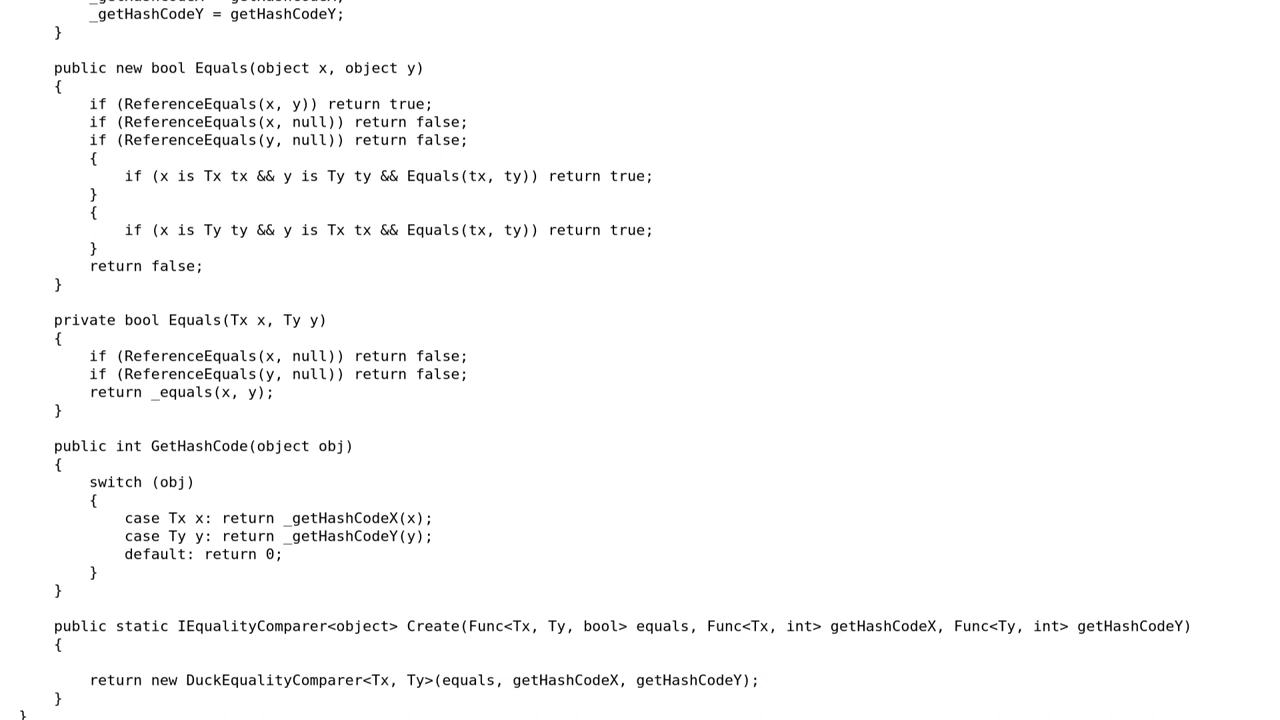 _getHashCodeY = getHashCodeY;
}
public new bool Equals(object x, object y)
{
if (ReferenceEquals(x, y)) return true;
if (ReferenceEquals(x, null)) return false;
if (ReferenceEquals(y, null)) return false;
{
if (x is Tx tx && y is Ty ty && Equals(tx, ty)) return true;
}
{
if (x is Ty ty && y is Tx tx && Equals(tx, ty)) return true;
}
return false;
}
private bool Equals(Tx x, Ty y)
{
if (ReferenceEquals(x, null)) return false;
if (ReferenceEquals(y, null)) return false;
return _equals(x, y);
}
public int GetHashCode(object obj)
{
switch (obj)
{
case Tx x: return _getHashCodeX(x);
case Ty y: return _getHashCodeY(y);
default: return 0;
}
}
public static IEqualityComparer<object> Create(Func<Tx, Ty, bool> equals, Func<Tx, int> getHashCodeX, Func<Ty, int> getHashCodeY)
{
return new DuckEqualityComparer<Tx, Ty>(equals, getHashCodeX, getHashCodeY);
}
}